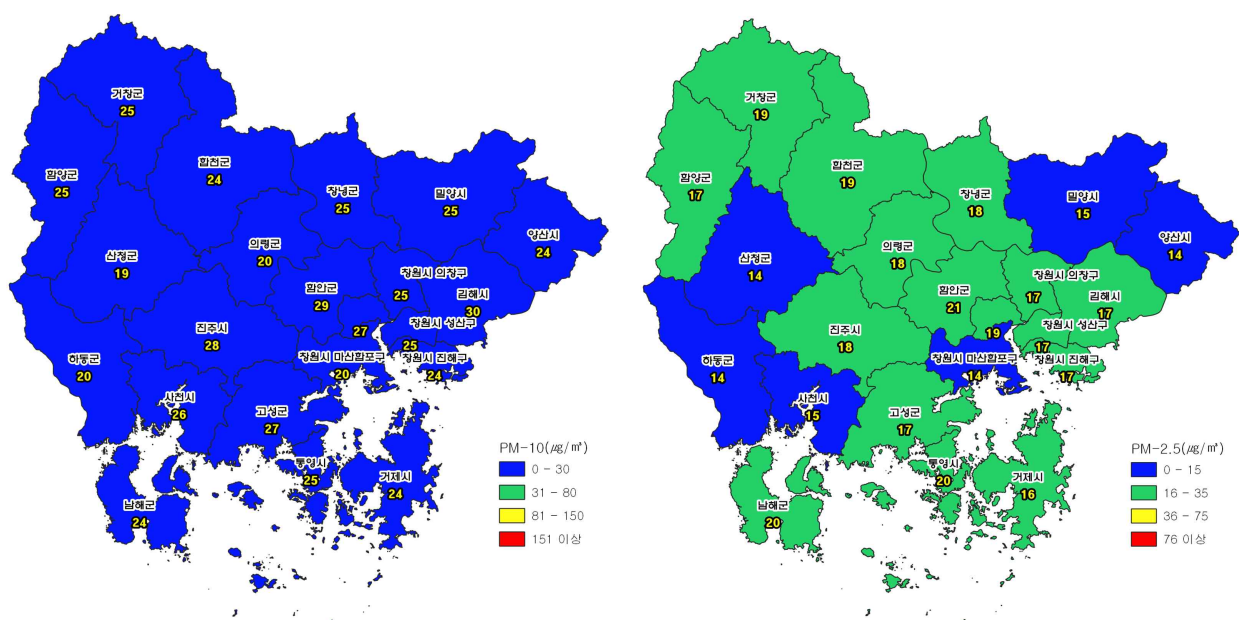 거창군
25
함양군
25
합천군
24
창녕군
25
밀양시
25
양산시
24
산청군
19
의령군
20
함안군
29
창원시 의창구
25
김해시
30
27
진주시
28
창원시 성산구
25
하동군
20
창원시 마산합포구
20
창원시 진해구
24
사천시
26
고성군
27
통영시
25
거제시
24
남해군
24
PM-10(㎍/㎥)
0 - 30
31 - 80
81 - 150
151 이상
거창군
19
함양군
17
합천군
19
창녕군
18
밀양시
15
양산시
14
산청군
14
의령군
18
함안군
21
창원시 의창구
17
김해시
17
19
진주시
18
창원시 성산구
17
하동군
14
창원시 마산합포구
14
창원시 진해구
17
사천시
15
고성군
17
통영시
20
거제시
16
남해군
20
PM-2.5(㎍/㎥)
0 - 15
16 - 35
36 - 75
76 이상